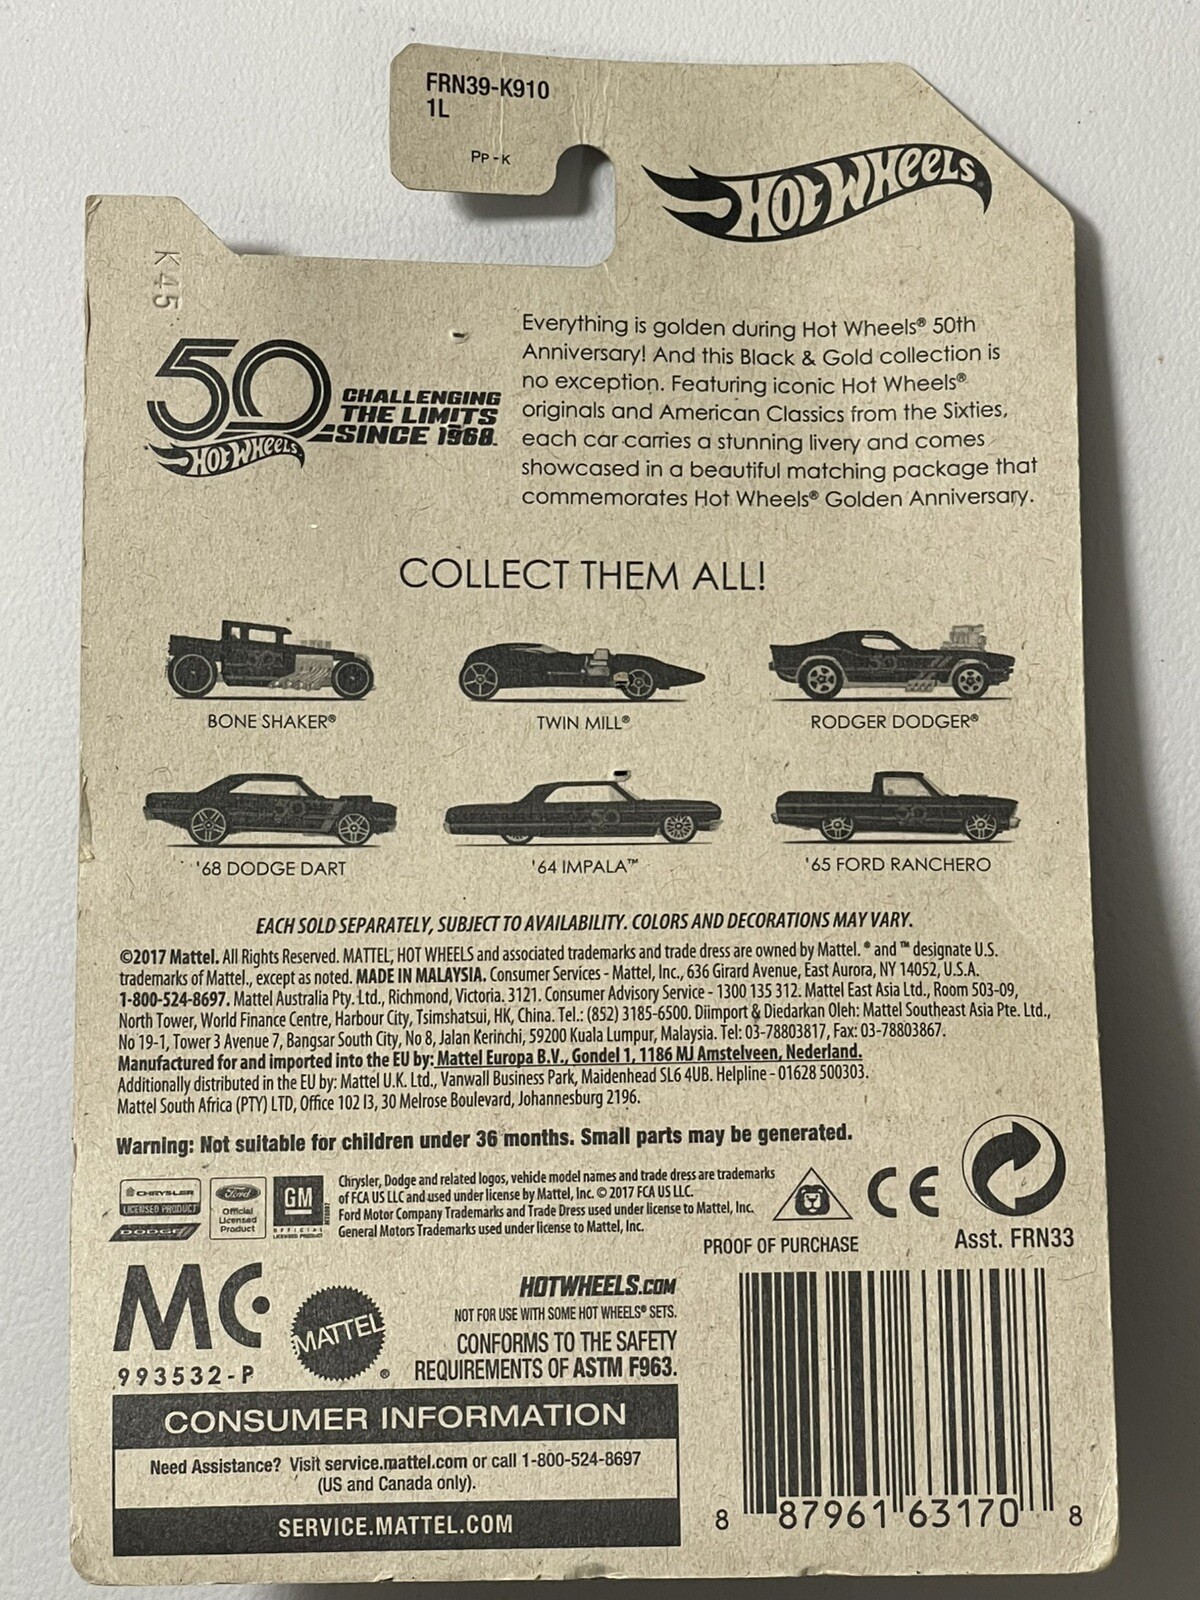 FRN39-K910
1L
PP-K
HOT WHEELS
K45
50
HOT WHEELS
CHALLENGING
THE LIMITS
SINCE 1968.
Everything is golden during Hot Wheels® 50th
Anniversary! And this Black & Gold collection is
no exception. Featuring iconic Hot Wheels®
originals and American Classics from the Sixties,
each car carries a stunning livery and comes
showcased in a beautiful matching package that
commemorates Hot Wheels® Golden Anniversary.
COLLECT THEM ALL!
BONE SHAKER® TWIN MILL® RODGER DODGER®
'68 DODGE DART '64 IMPALA™ '65 FORD RANCHERO
EACH SOLD SEPARATELY, SUBJECT TO AVAILABILITY. COLORS AND DECORATIONS MAY VARY.
©2017 Mattel. All Rights Reserved. MATTEL, HOT WHEELS and associated trademarks and trade dress are owned by Mattel. ® and ™ designate U.S.
trademarks of Mattel., except as noted. MADE IN MALAYSIA. Consumer Services - Mattel, Inc., 636 Girard Avenue, East Aurora, NY 14052, U.S.A.
1-800-524-8697. Mattel Australia Pty. Ltd., Richmond, Victoria. 3121. Consumer Advisory Service - 1300 135 312. Mattel East Asia Ltd., Room 503-09,
North Tower, World Finance Centre, Harbour City, Tsimshatsui, HK, China. Tel.: (852) 3185-6500. Diimport & Diedarkan Oleh: Mattel Southeast Asia Pte. Ltd.,
No 19-1, Tower 3 Avenue 7, Bangsar South City, No 8, Jalan Kerinchi, 59200 Kuala Lumpur, Malaysia. Tel: 03-78803817, Fax: 03-78803867.
Manufactured for and imported into the EU by: Mattel Europa B.V., Gondel 1, 1186 MJ Amstelveen, Nederland.
Additionally distributed in the EU by: Mattel U.K. Ltd., Vanwall Business Park, Maidenhead SL6 4UB. Helpline - 01628 500303.
Mattel South Africa (PTY) LTD, Office 102 I3, 30 Melrose Boulevard, Johannesburg 2196.
Warning: Not suitable for children under 36 months. Small parts may be generated.
CHRYSLER
LICENSED PRODUCT
DODGE
Ford
Official
Licensed
Product
GM
OFFICIAL
LICENSED PRODUCT
Chrysler, Dodge and related logos, vehicle model names and trade dress are trademarks
of FCA US LLC and used under license by Mattel, Inc. © 2017 FCA US LLC.
Ford Motor Company Trademarks and Trade Dress used under license to Mattel, Inc.
General Motors Trademarks used under license to Mattel, Inc.
CE
PROOF OF PURCHASE
Asst. FRN33
MC
993532-P
MATTEL®
HOTWHEELS.COM
NOT FOR USE WITH SOME HOT WHEELS® SETS.
CONFORMS TO THE SAFETY
REQUIREMENTS OF ASTM F963.
CONSUMER INFORMATION
Need Assistance? Visit service.mattel.com or call 1-800-524-8697
(US and Canada only).
SERVICE.MATTEL.COM
8 87961 63170 8